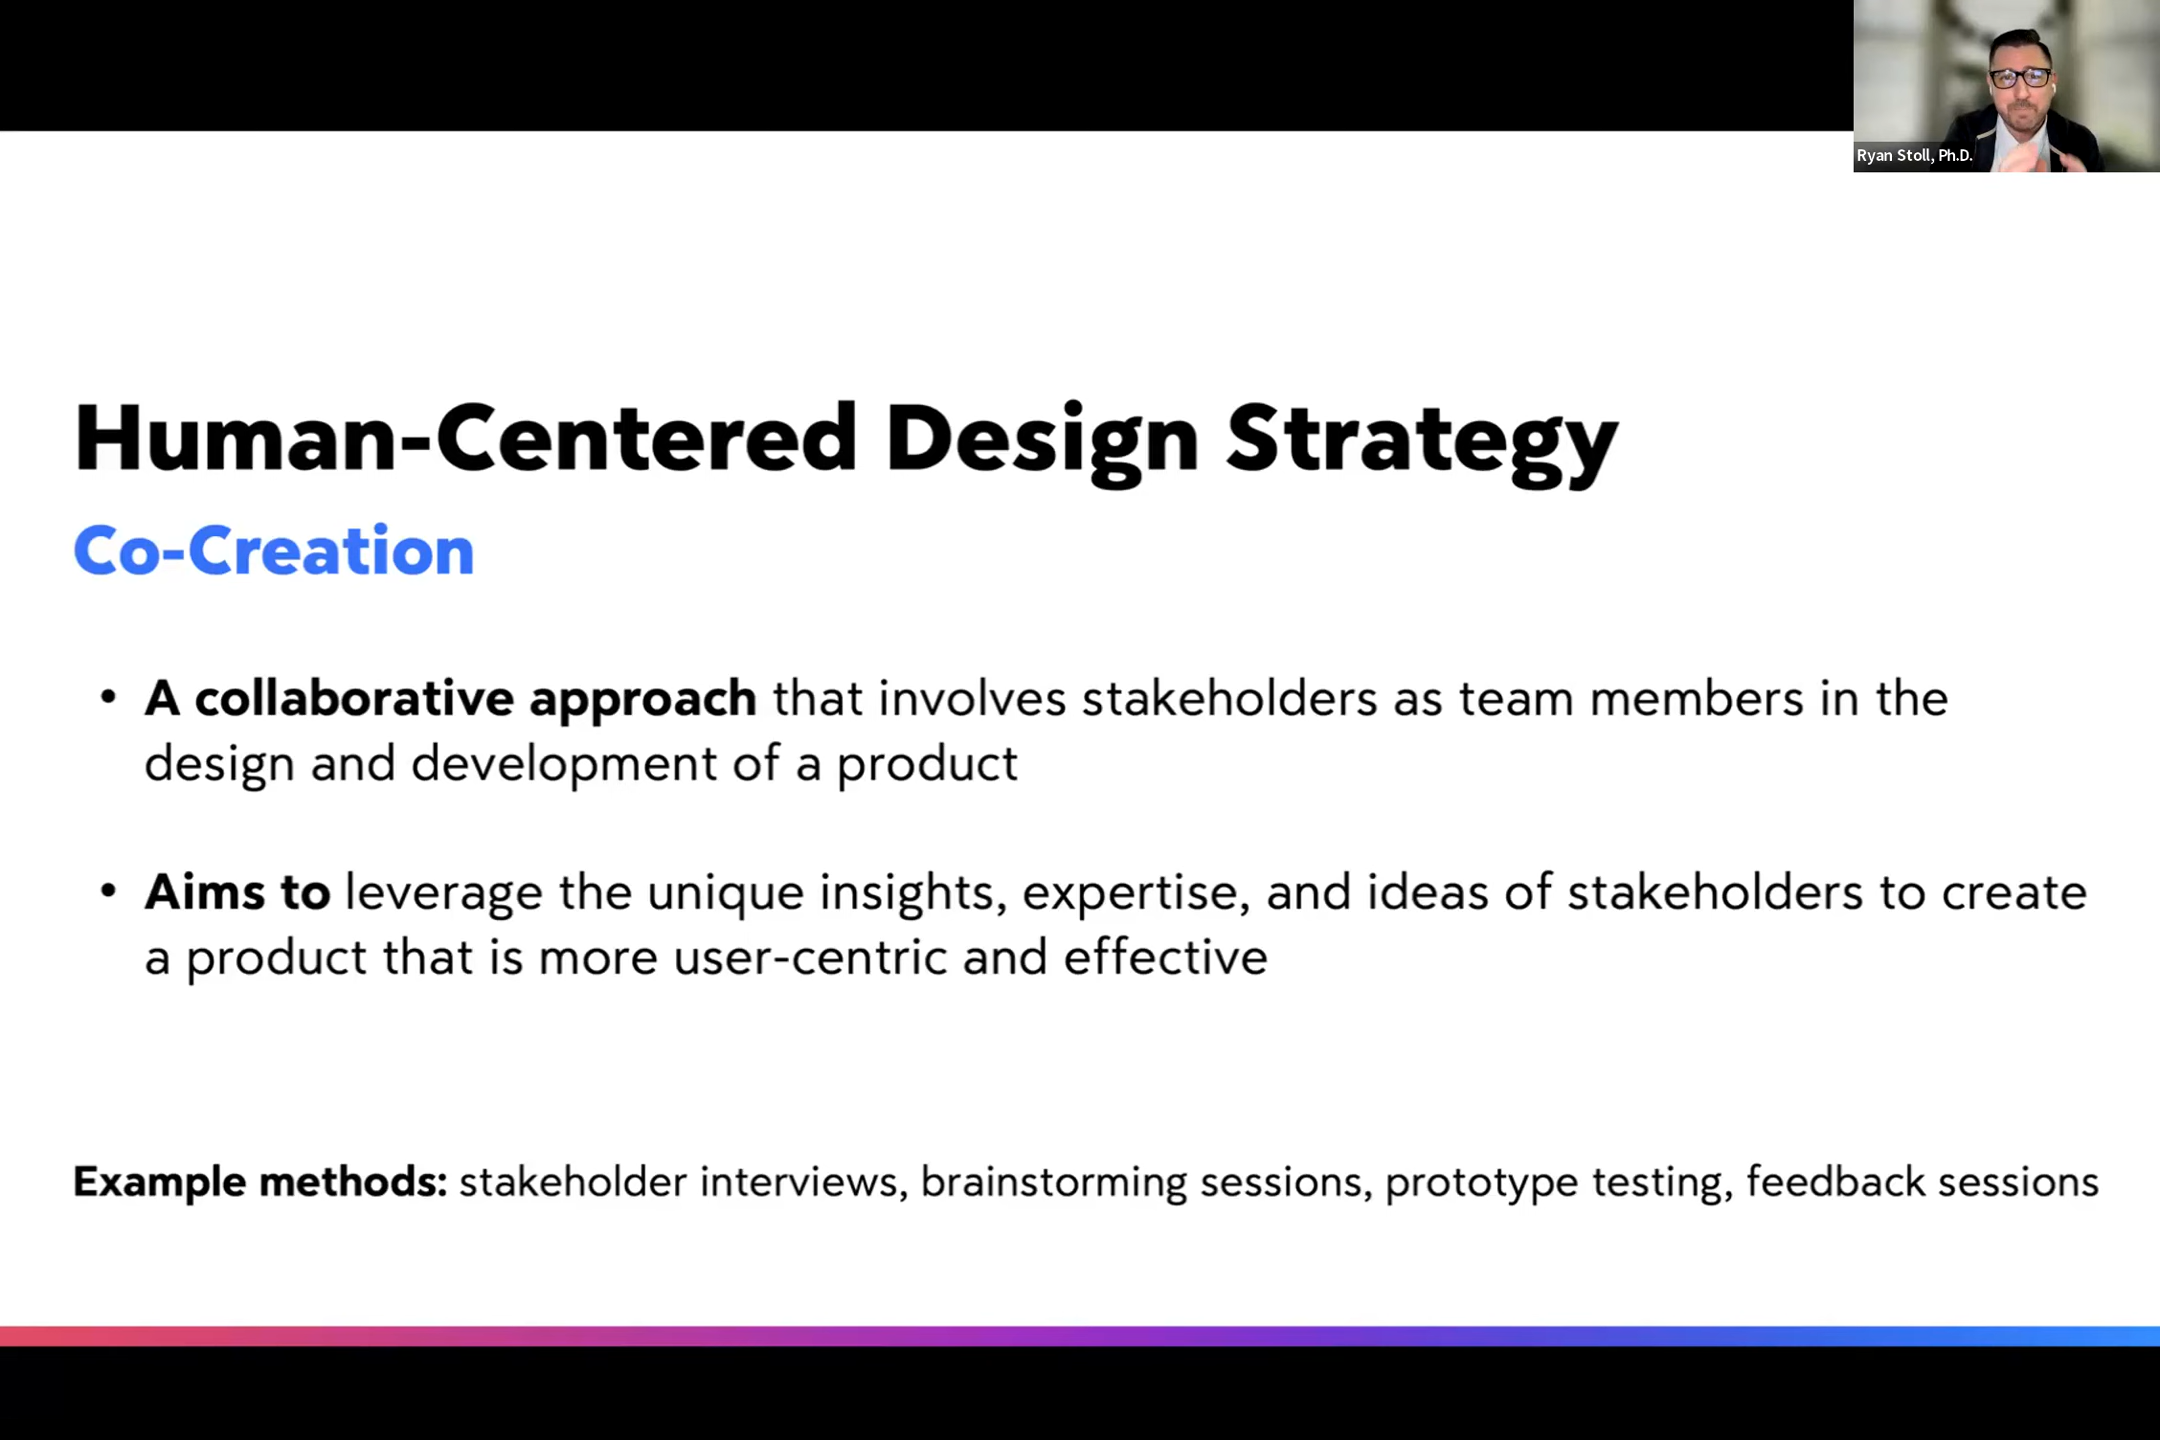 Ryan Stoll, Ph.D.
Human-Centered Design Strategy
Co-Creation
• A collaborative approach that involves stakeholders as team members in the
design and development of a product
• Aims to leverage the unique insights, expertise, and ideas of stakeholders to create
a product that is more user-centric and effective
Example methods: stakeholder interviews, brainstorming sessions, prototype testing, feedback sessions